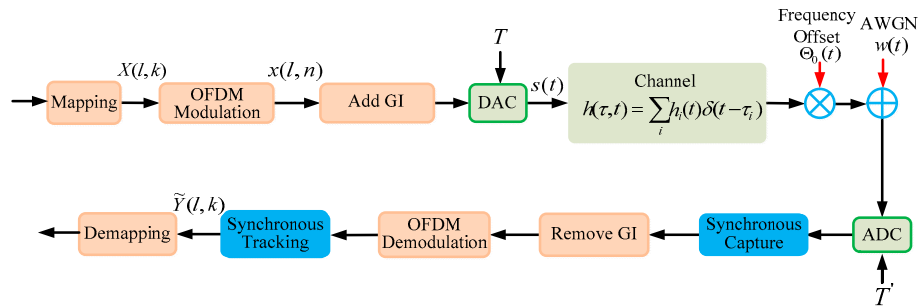 Frequency
Offset
Θ₀(t)
AWGN
w(t)
T
X(l,k)
x(l,n)
s(t)
Mapping
OFDM
Modulation
Add GI
DAC
Channel
h(τ,t) = ∑ᵢ hᵢ(t)δ(t−τᵢ)
Ỹ(l,k)
Demapping
Synchronous
Tracking
OFDM
Demodulation
Remove GI
Synchronous
Capture
ADC
T'